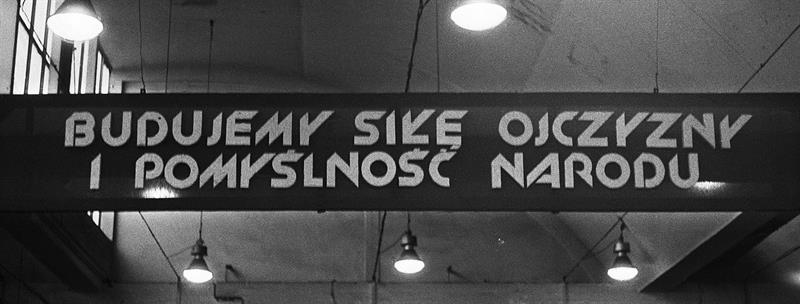 BUDUJEMY SIŁĘ OJCZYZNY
I POMYŚLNOŚĆ NARODU